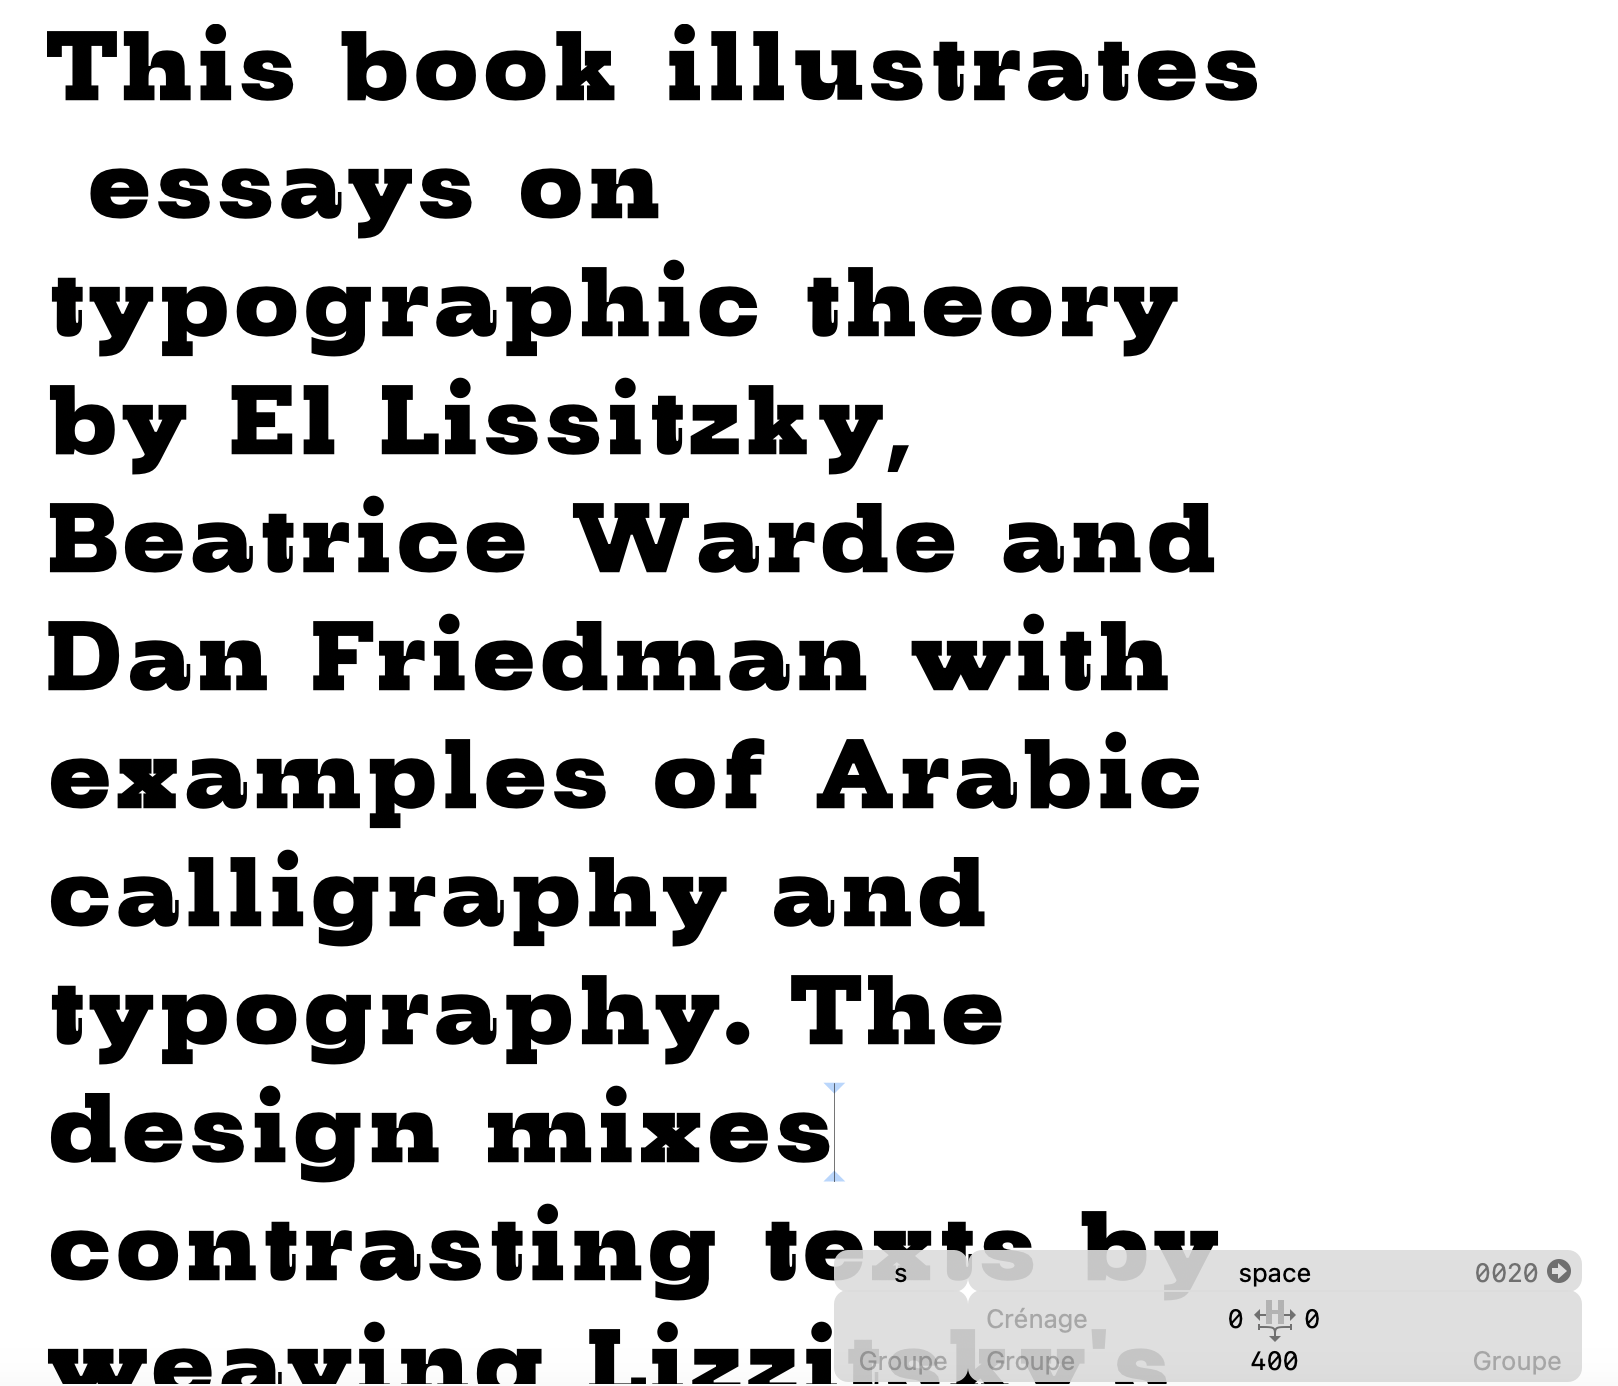 This book illustrates
essays on
typographic theory
by El Lissitzky,
Beatrice Warde and
Dan Friedman with
examples of Arabic
calligraphy and
typography. The
design mixes
contrasting texts by
weaving Lizzitsky's
s space 0020
Crénage 0 0
Groupe Groupe 400 Groupe